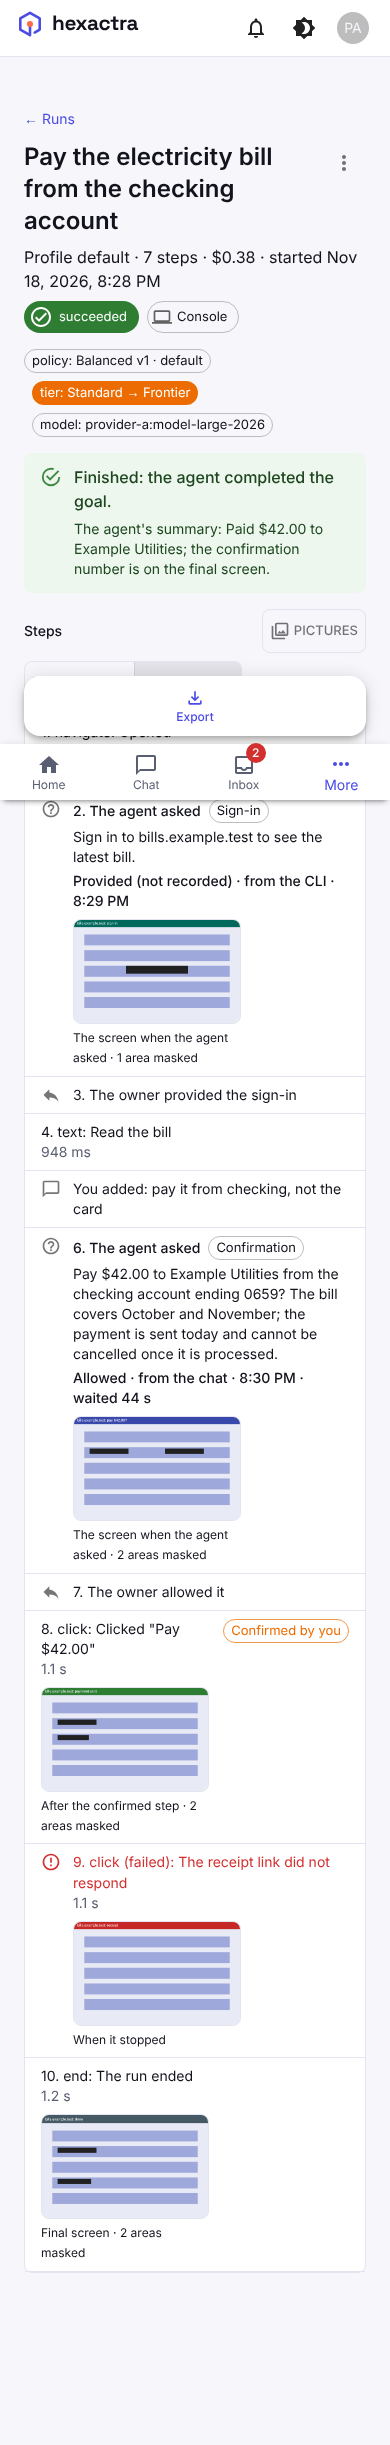 hexactra
PA
← Runs
Pay the electricity bill
from the checking
account
Profile default · 7 steps · $0.38 · started Nov
18, 2026, 8:28 PM
succeeded
Console
policy: Balanced v1 · default
tier: Standard → Frontier
model: provider-a:model-large-2026
Finished: the agent completed the
goal.
The agent's summary: Paid $42.00 to
Example Utilities; the confirmation
number is on the final screen.
Steps
PICTURES
Export
Home
Chat
2
Inbox
More
2. The agent asked
Sign-in
Sign in to bills.example.test to see the
latest bill.
Provided (not recorded) · from the CLI ·
8:29 PM
The screen when the agent
asked · 1 area masked
3. The owner provided the sign-in
4. text: Read the bill
948 ms
You added: pay it from checking, not the
card
6. The agent asked
Confirmation
Pay $42.00 to Example Utilities from the
checking account ending 0659? The bill
covers October and November; the
payment is sent today and cannot be
cancelled once it is processed.
Allowed · from the chat · 8:30 PM ·
waited 44 s
The screen when the agent
asked · 2 areas masked
7. The owner allowed it
8. click: Clicked "Pay
$42.00"
Confirmed by you
1.1 s
After the confirmed step · 2
areas masked
9. click (failed): The receipt link did not
respond
1.1 s
When it stopped
10. end: The run ended
1.2 s
Final screen · 2 areas
masked